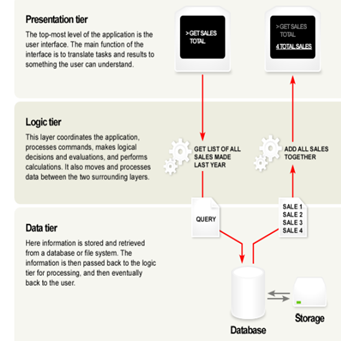 Presentation tier
The top-most level of the application is the
user interface. The main function of the
interface is to translate tasks and results to
something the user can understand.
>GET SALES
TOTAL
>GET SALES
TOTAL
4 TOTAL SALES
Logic tier
This layer coordinates the application,
processes commands, makes logical
decisions and evaluations, and performs
calculations. It also moves and processes
data between the two surrounding layers.
GET LIST OF ALL
SALES MADE
LAST YEAR
ADD ALL SALES
TOGETHER
Data tier
Here information is stored and retrieved
from a database or file system. The
information is then passed back to the logic
tier for processing, and then eventually
back to the user.
QUERY
SALE 1
SALE 2
SALE 3
SALE 4
Database
Storage